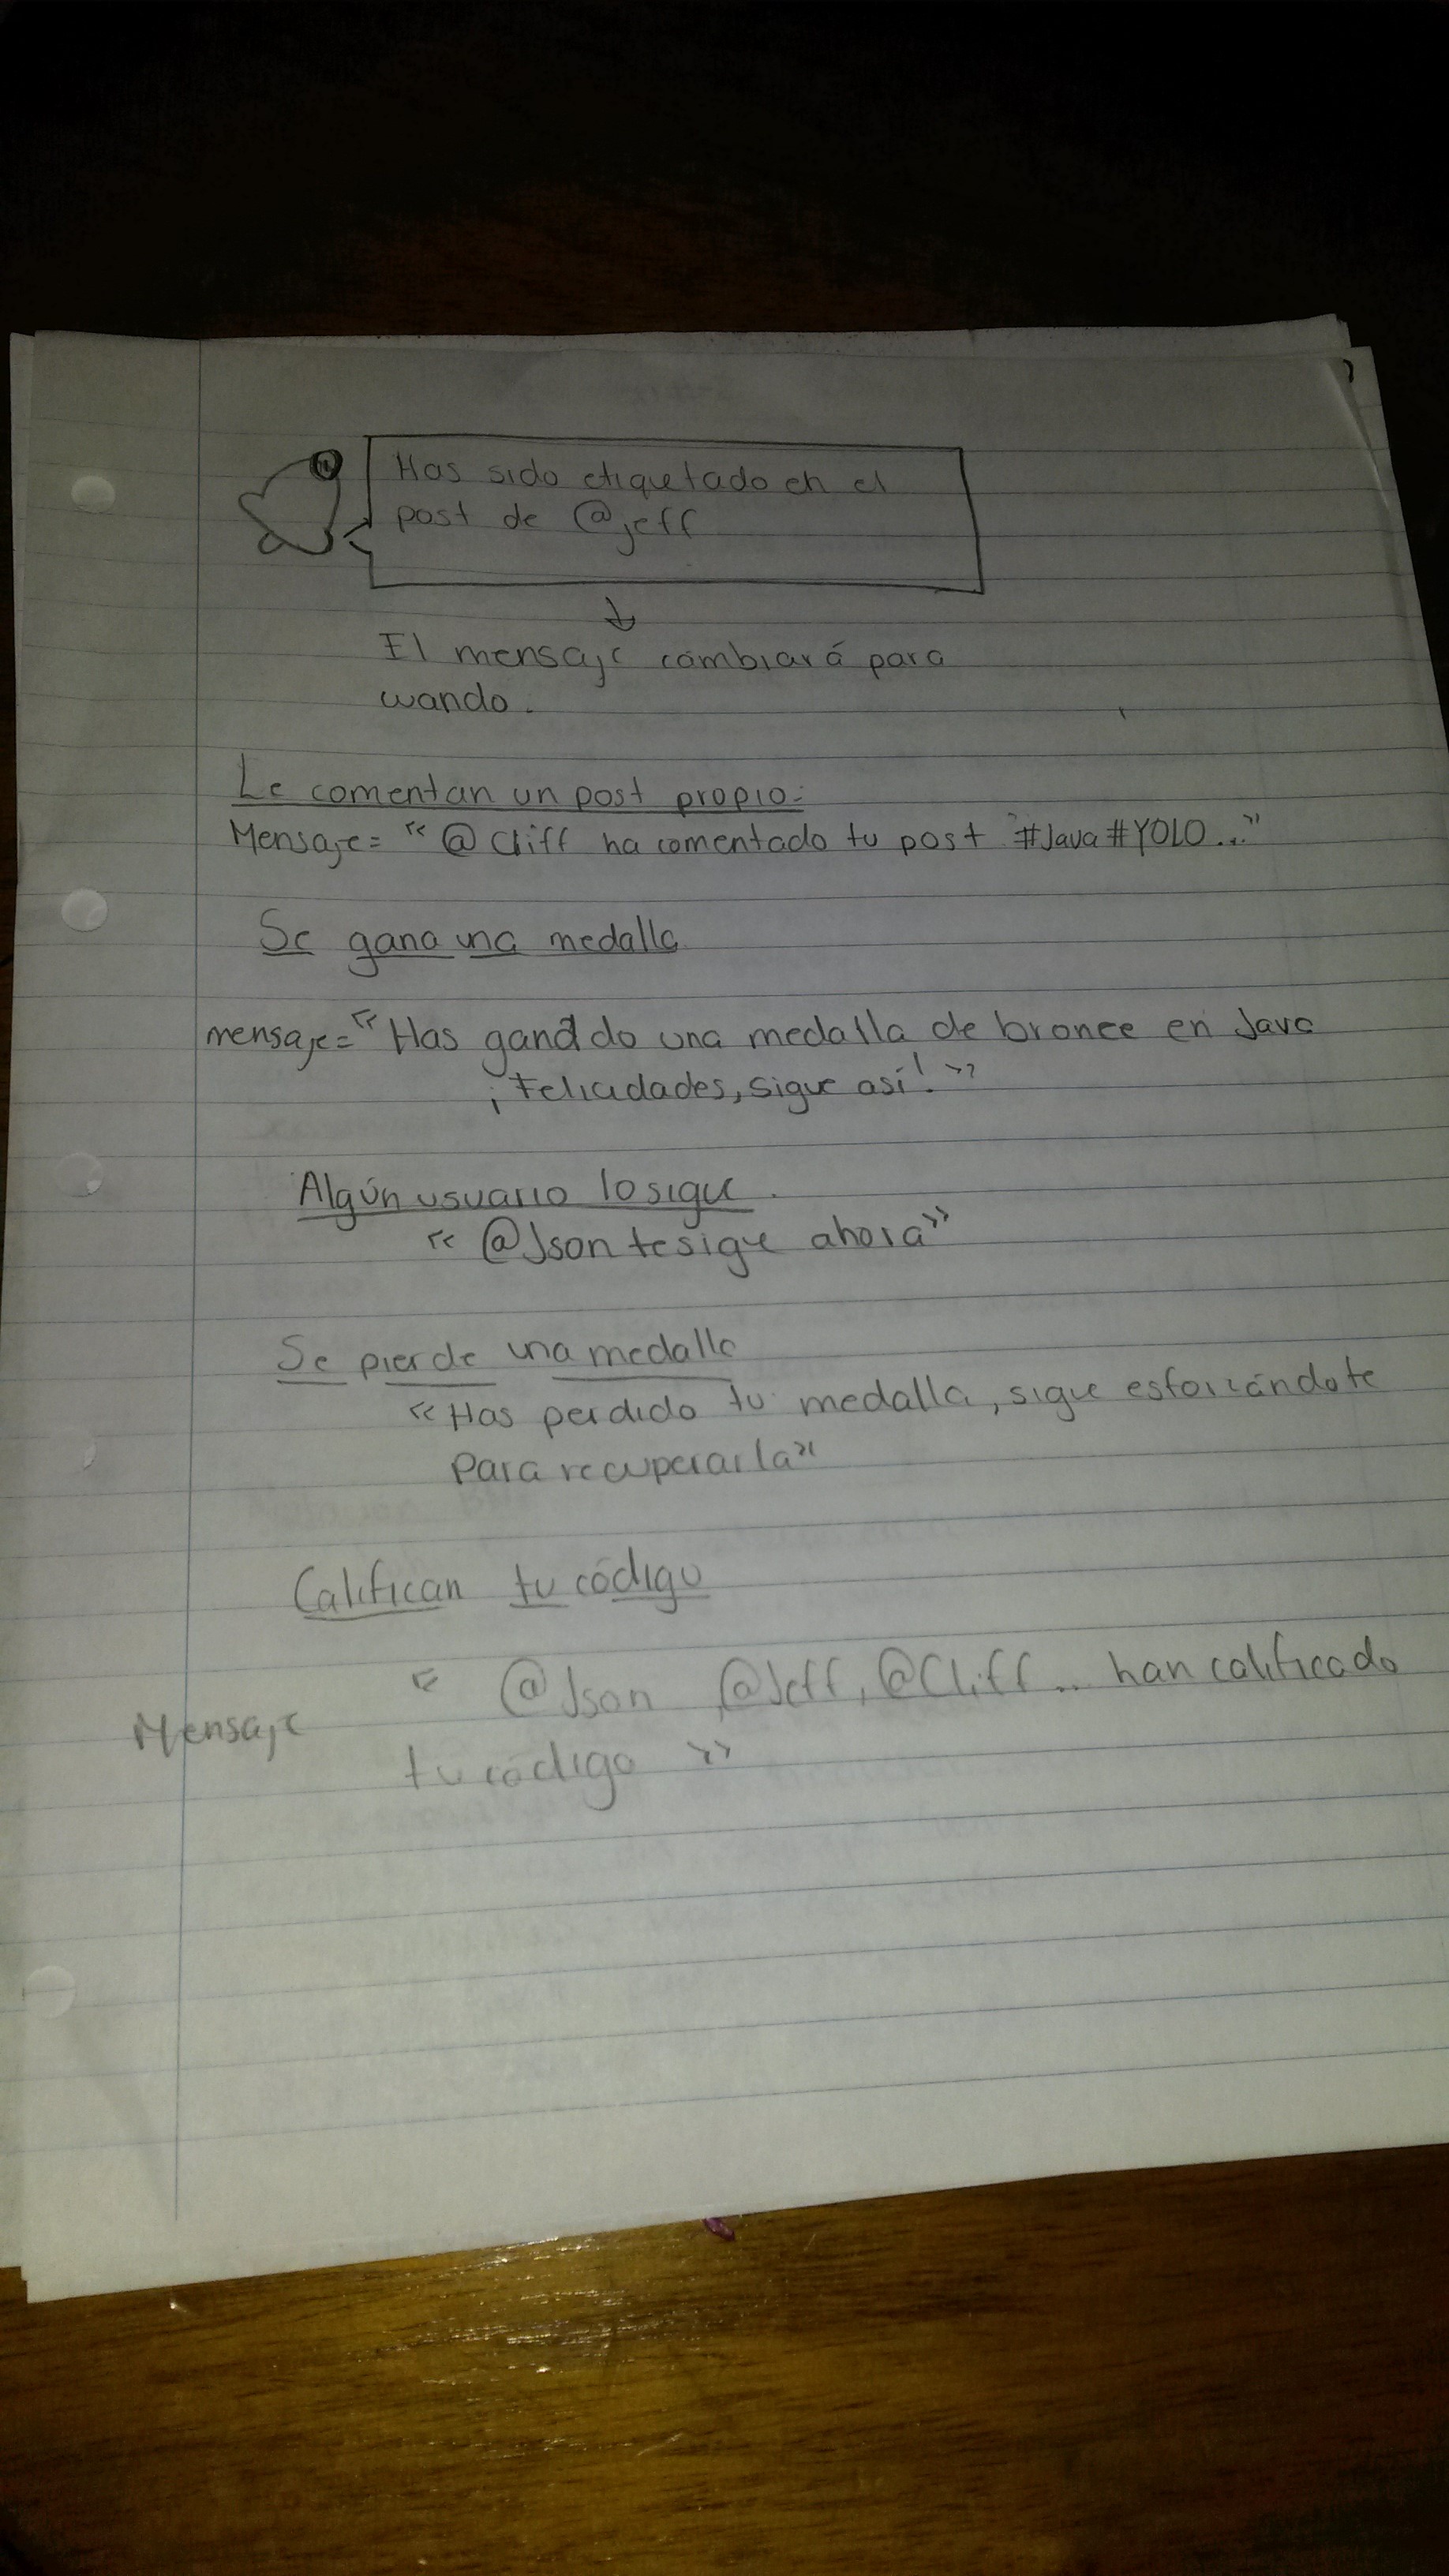 Has sido etiquetado en el
post de @jeff
El mensaje cambiará para
cuando.
Le comentan un post propio:
Mensaje = "@Cliff ha comentado tu post #Java#YOLO..."
Se gana una medalla
mensaje= "Has ganado una medalla de bronce en Java
¡Felicidades, sigue así!"
Algún usuario lo sigue.
"@Json te sigue ahora"
Se pierde una medalla
"Has perdido tu medalla, sigue esforzándote
Para recuperarla"
Califican tu código
" @Json, @Jeff, @Cliff... han calificado
Mensaje
tu código "